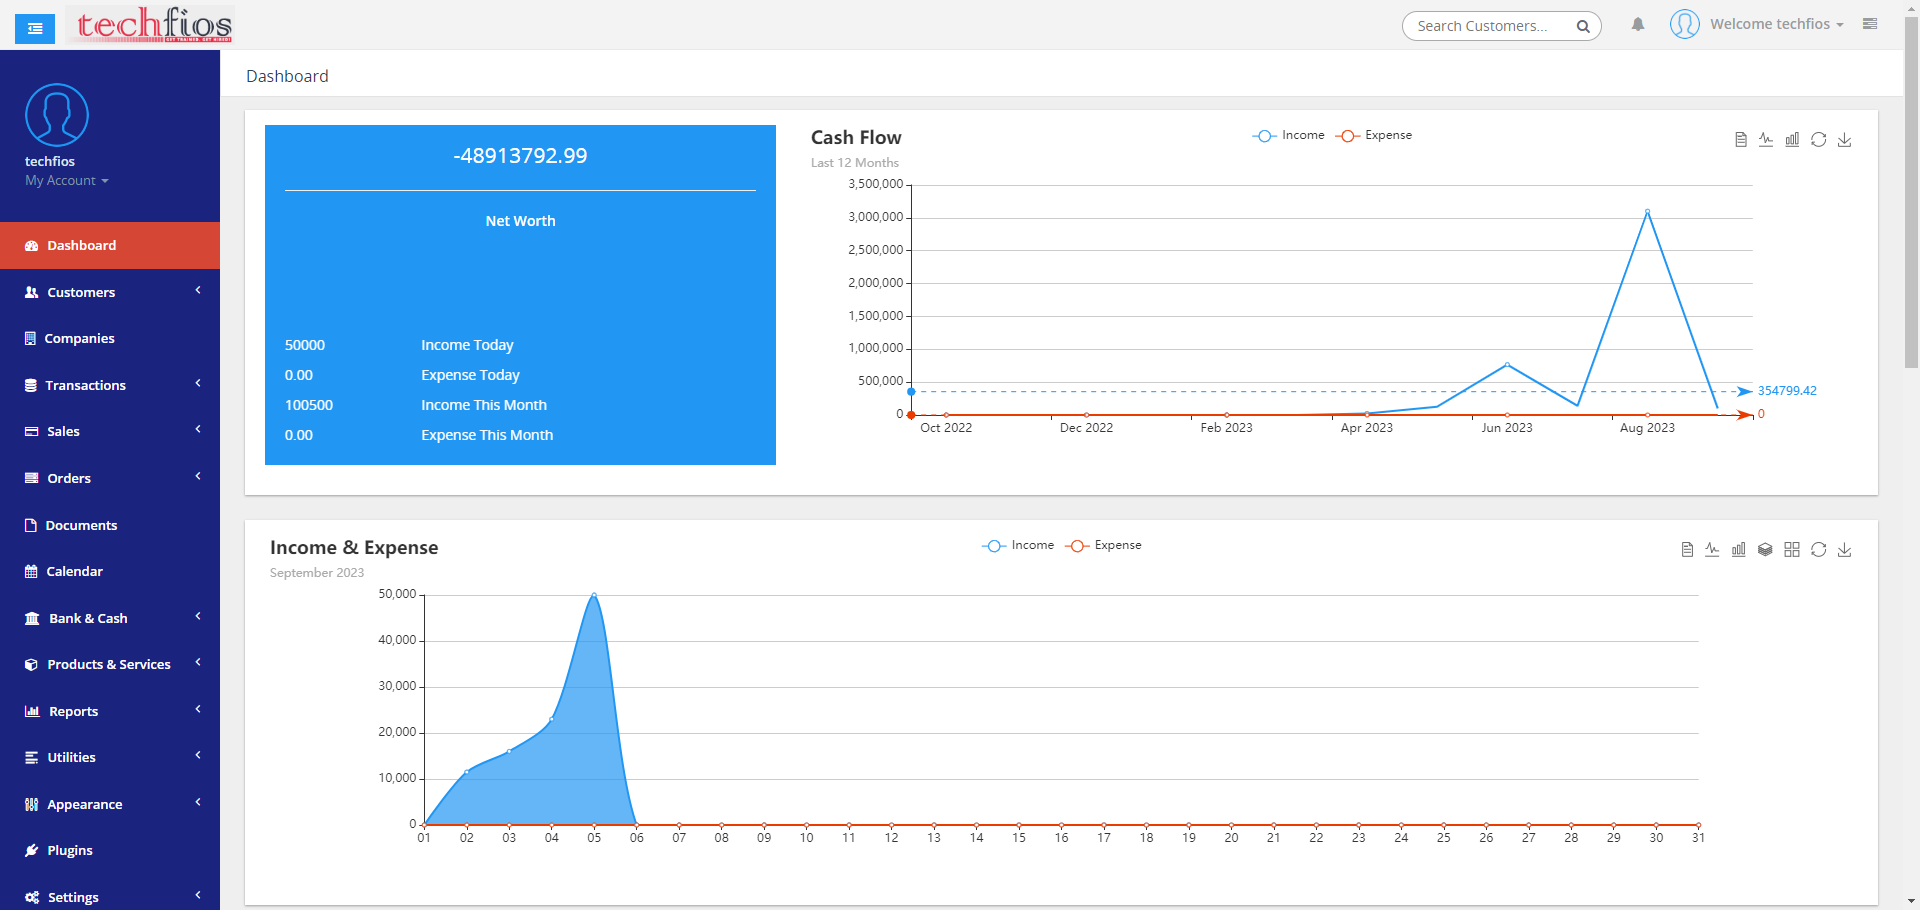 techfios
GET TRAINED. GET HIRED!
Search Customers...
Welcome techfios
techfios
My Account
Dashboard
Customers
Companies
Transactions
Sales
Orders
Documents
Calendar
Bank & Cash
Products & Services
Reports
Utilities
Appearance
Plugins
Settings
Dashboard
-48913792.99
Net Worth
50000 Income Today
0.00 Expense Today
100500 Income This Month
0.00 Expense This Month
Cash Flow
Last 12 Months
Income Expense
3,500,000
3,000,000
2,500,000
2,000,000
1,500,000
1,000,000
500,000
0
354799.42
0
Oct 2022 Dec 2022 Feb 2023 Apr 2023 Jun 2023 Aug 2023
Income & Expense
September 2023
Income Expense
50,000
40,000
30,000
20,000
10,000
0
01 02 03 04 05 06 07 08 09 10 11 12 13 14 15 16 17 18 19 20 21 22 23 24 25 26 27 28 29 30 31